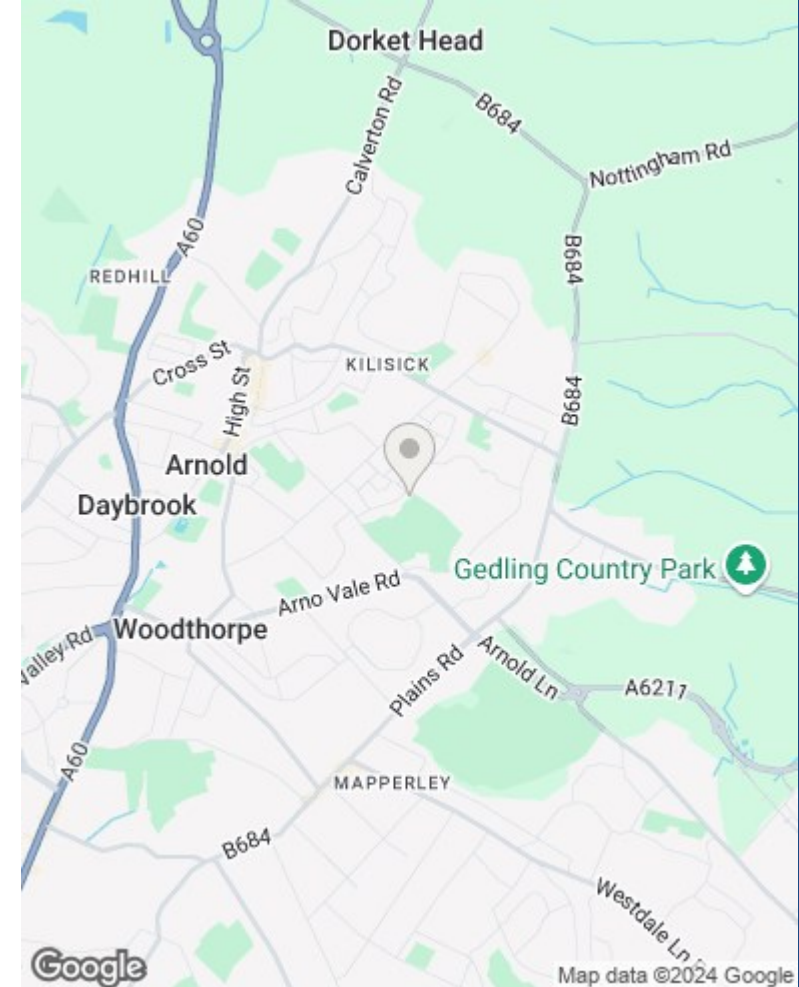 Dorket Head
Calverton Rd
B684
Nottingham Rd
A60
B684
REDHILL
Cross St
KILISICK
High St
B684
Arnold
Daybrook
Gedling Country Park
Arno Vale Rd
Woodthorpe
Valley Rd
Plains Rd
Arnold Ln
A6211
A60
MAPPERLEY
B684
Westdale Ln
Google
Map data ©2024 Google